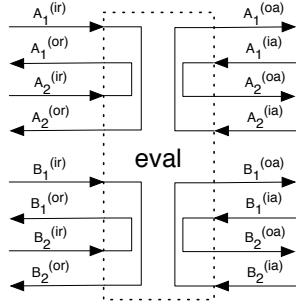 A₁⁽ⁱʳ⁾ A₁⁽ᵒᵃ⁾
A₁⁽ᵒʳ⁾ A₁⁽ⁱᵃ⁾
A₂⁽ⁱʳ⁾ A₂⁽ᵒᵃ⁾
A₂⁽ᵒʳ⁾ A₂⁽ⁱᵃ⁾
eval
B₁⁽ⁱʳ⁾ B₁⁽ᵒᵃ⁾
B₁⁽ᵒʳ⁾ B₁⁽ⁱᵃ⁾
B₂⁽ⁱʳ⁾ B₂⁽ᵒᵃ⁾
B₂⁽ᵒʳ⁾ B₂⁽ⁱᵃ⁾